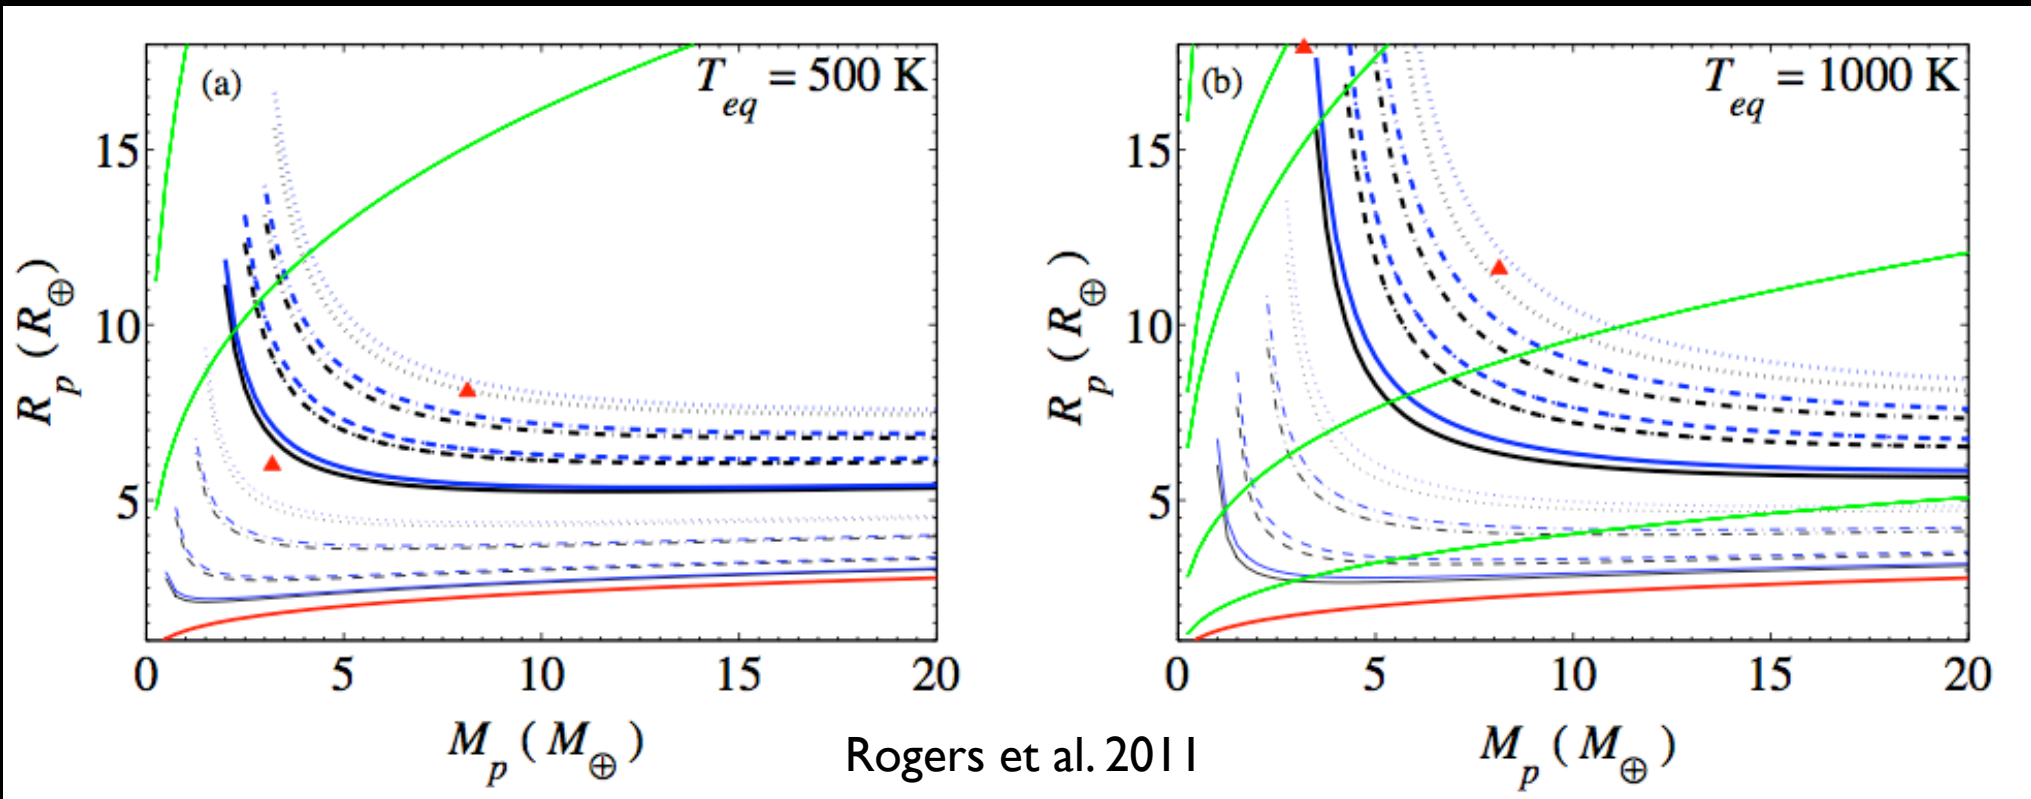 (a)
T_eq = 500 K
15
10
5
R_p (R_⊕)
0 5 10 15 20
M_p (M_⊕)
(b)
T_eq = 1000 K
15
10
5
R_p (R_⊕)
0 5 10 15 20
M_p (M_⊕)
Rogers et al. 2011